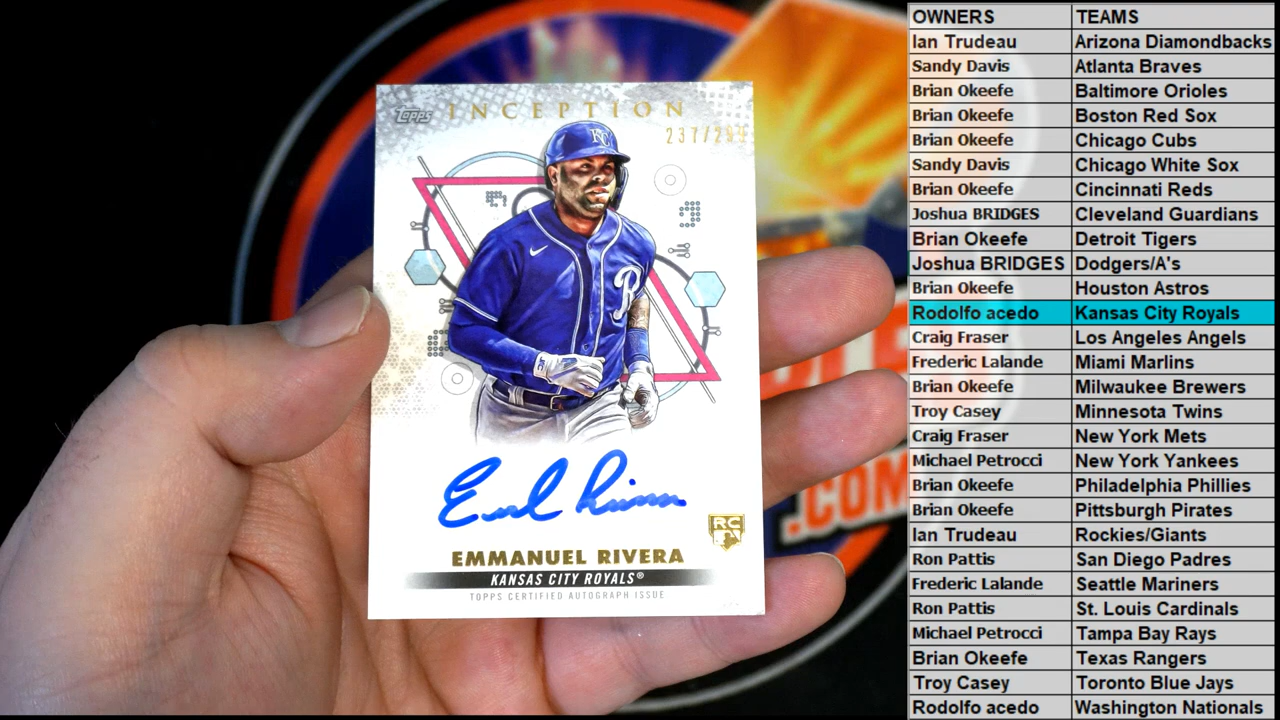 Topps INCEPTION
237/299
KC
R
Eml Rivera
EMMANUEL RIVERA
RC
KANSAS CITY ROYALS®
TOPPS CERTIFIED AUTOGRAPH ISSUE
.COM
OWNERS TEAMS
Ian Trudeau Arizona Diamondbacks
Sandy Davis Atlanta Braves
Brian Okeefe Baltimore Orioles
Brian Okeefe Boston Red Sox
Brian Okeefe Chicago Cubs
Sandy Davis Chicago White Sox
Brian Okeefe Cincinnati Reds
Joshua BRIDGES Cleveland Guardians
Brian Okeefe Detroit Tigers
Joshua BRIDGES Dodgers/A's
Brian Okeefe Houston Astros
Rodolfo acedo Kansas City Royals
Craig Fraser Los Angeles Angels
Frederic Lalande Miami Marlins
Brian Okeefe Milwaukee Brewers
Troy Casey Minnesota Twins
Craig Fraser New York Mets
Michael Petrocci New York Yankees
Brian Okeefe Philadelphia Phillies
Brian Okeefe Pittsburgh Pirates
Ian Trudeau Rockies/Giants
Ron Pattis San Diego Padres
Frederic Lalande Seattle Mariners
Ron Pattis St. Louis Cardinals
Michael Petrocci Tampa Bay Rays
Brian Okeefe Texas Rangers
Troy Casey Toronto Blue Jays
Rodolfo acedo Washington Nationals